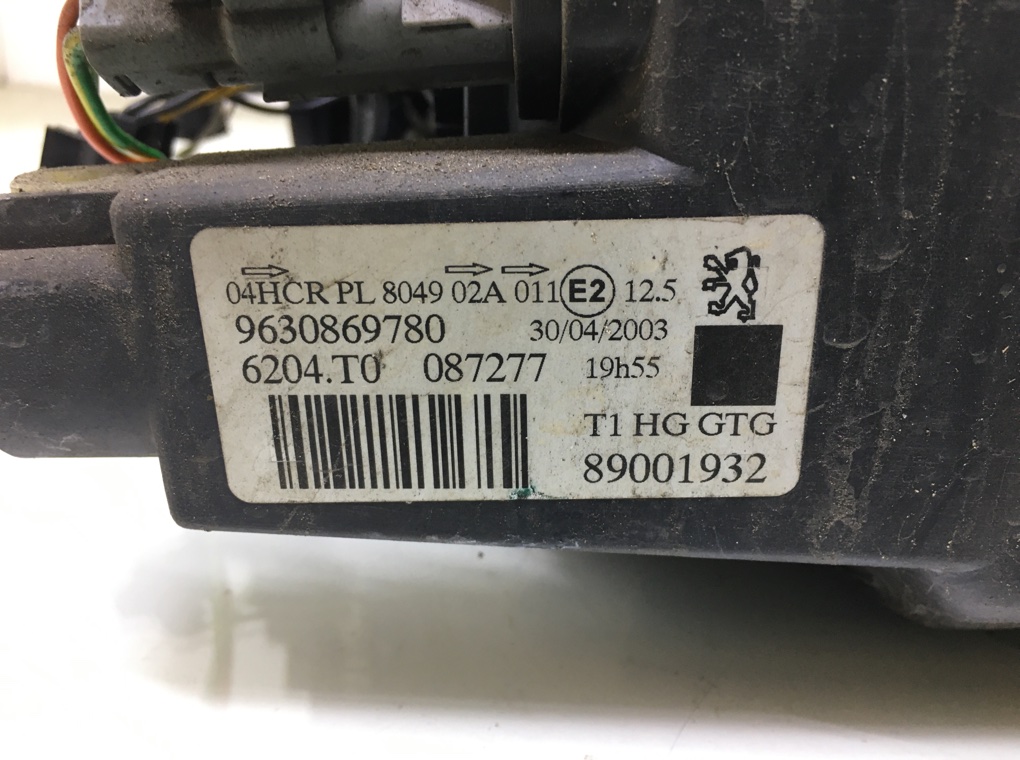 04HCR PL 8049 02A 011 E2 12.5
9630869780 30/04/2003
6204.T0 087277 19h55
T1 HG GTG
89001932